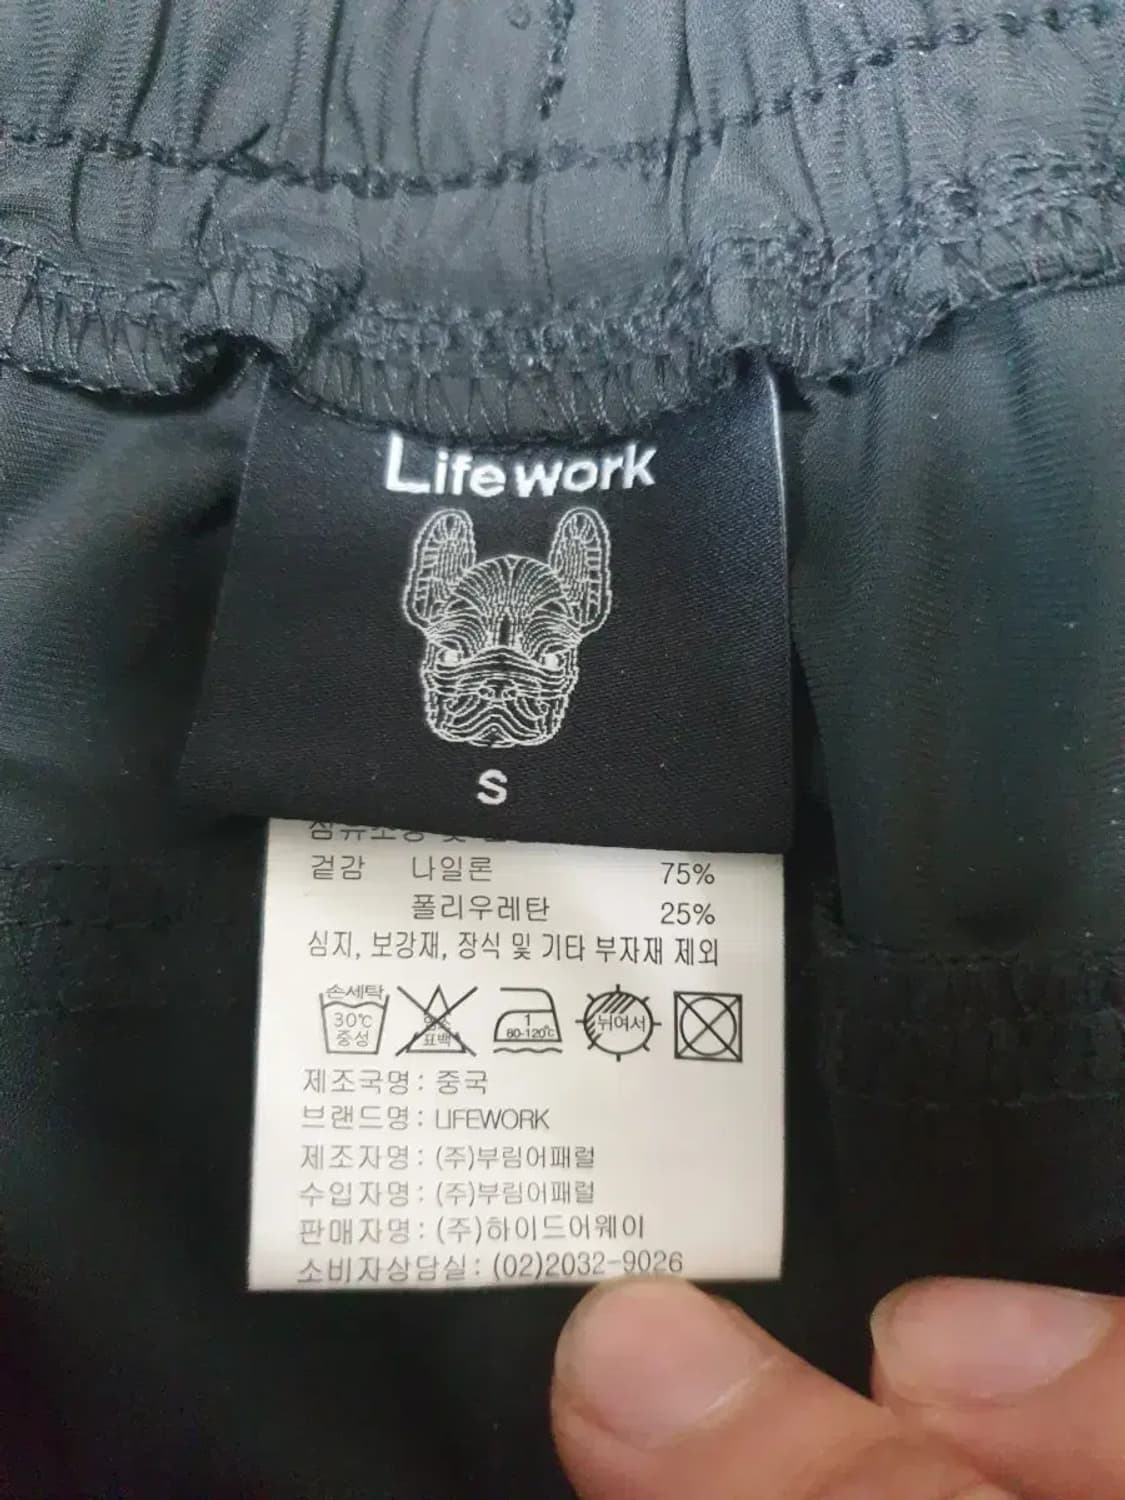 Lifework
S
겉감 나일론 75%
폴리우레탄 25%
심지, 보강재, 장식 및 기타 부자재 제외
손세탁
30℃
중성
표백
1
80-120℃
뉘여서
제조국명: 중국
브랜드명: LIFEWORK
제조자명: (주)부림어패럴
수입자명: (주)부림어패럴
판매자명: (주)하이드어웨이
소비자상담실: (02)2032-9026